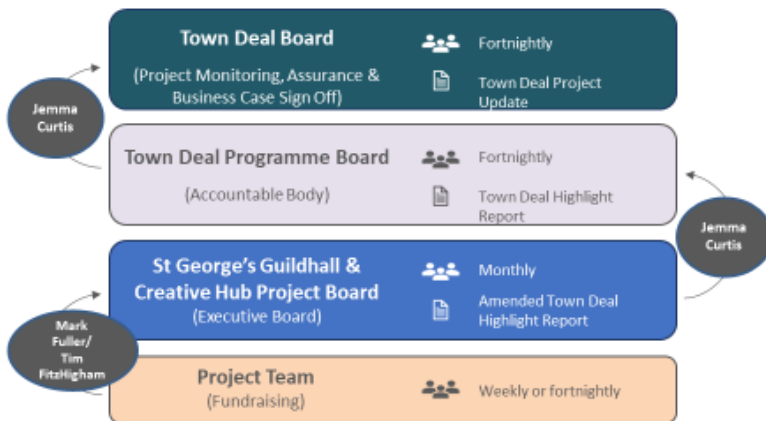 Town Deal Board
(Project Monitoring, Assurance &
Business Case Sign Off)
Fortnightly
Town Deal Project
Update
Jemma
Curtis
Town Deal Programme Board
(Accountable Body)
Fortnightly
Town Deal Highlight
Report
Jemma
Curtis
St George's Guildhall &
Creative Hub Project Board
(Executive Board)
Monthly
Amended Town Deal
Highlight Report
Mark
Fuller/
Tim
FitzHigham
Project Team
(Fundraising)
Weekly or fortnightly